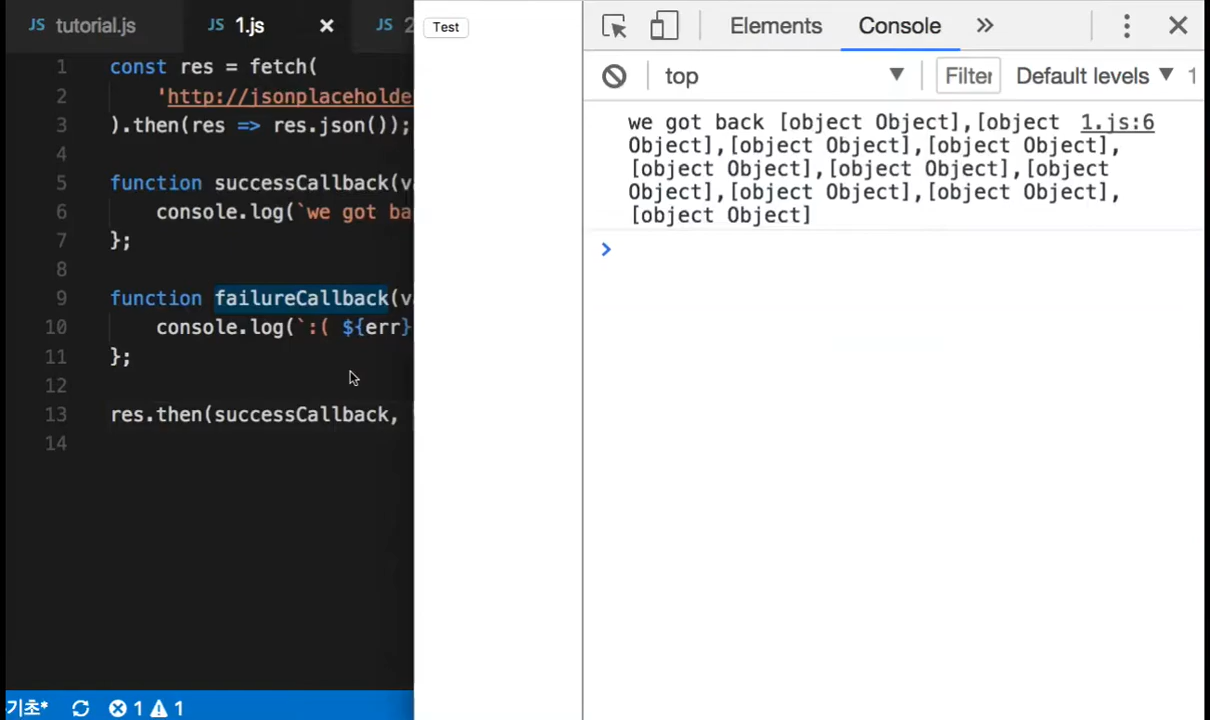 JS tutorial.js JS 1.js × JS 2
1 const res = fetch(
2 'http://jsonplaceholde
3 ).then(res => res.json());
4
5 function successCallback(v
6 console.log(`we got ba
7 };
8
9 function failureCallback(v
10 console.log(`:( ${err}
11 };
12
13 res.then(successCallback,
14
기초* 1 1
Test
Elements Console »
top Filter Default levels ▼ 1
we got back [object Object],[object 1.js:6
Object],[object Object],[object Object],
[object Object],[object Object],[object
Object],[object Object],[object Object],
[object Object]
>